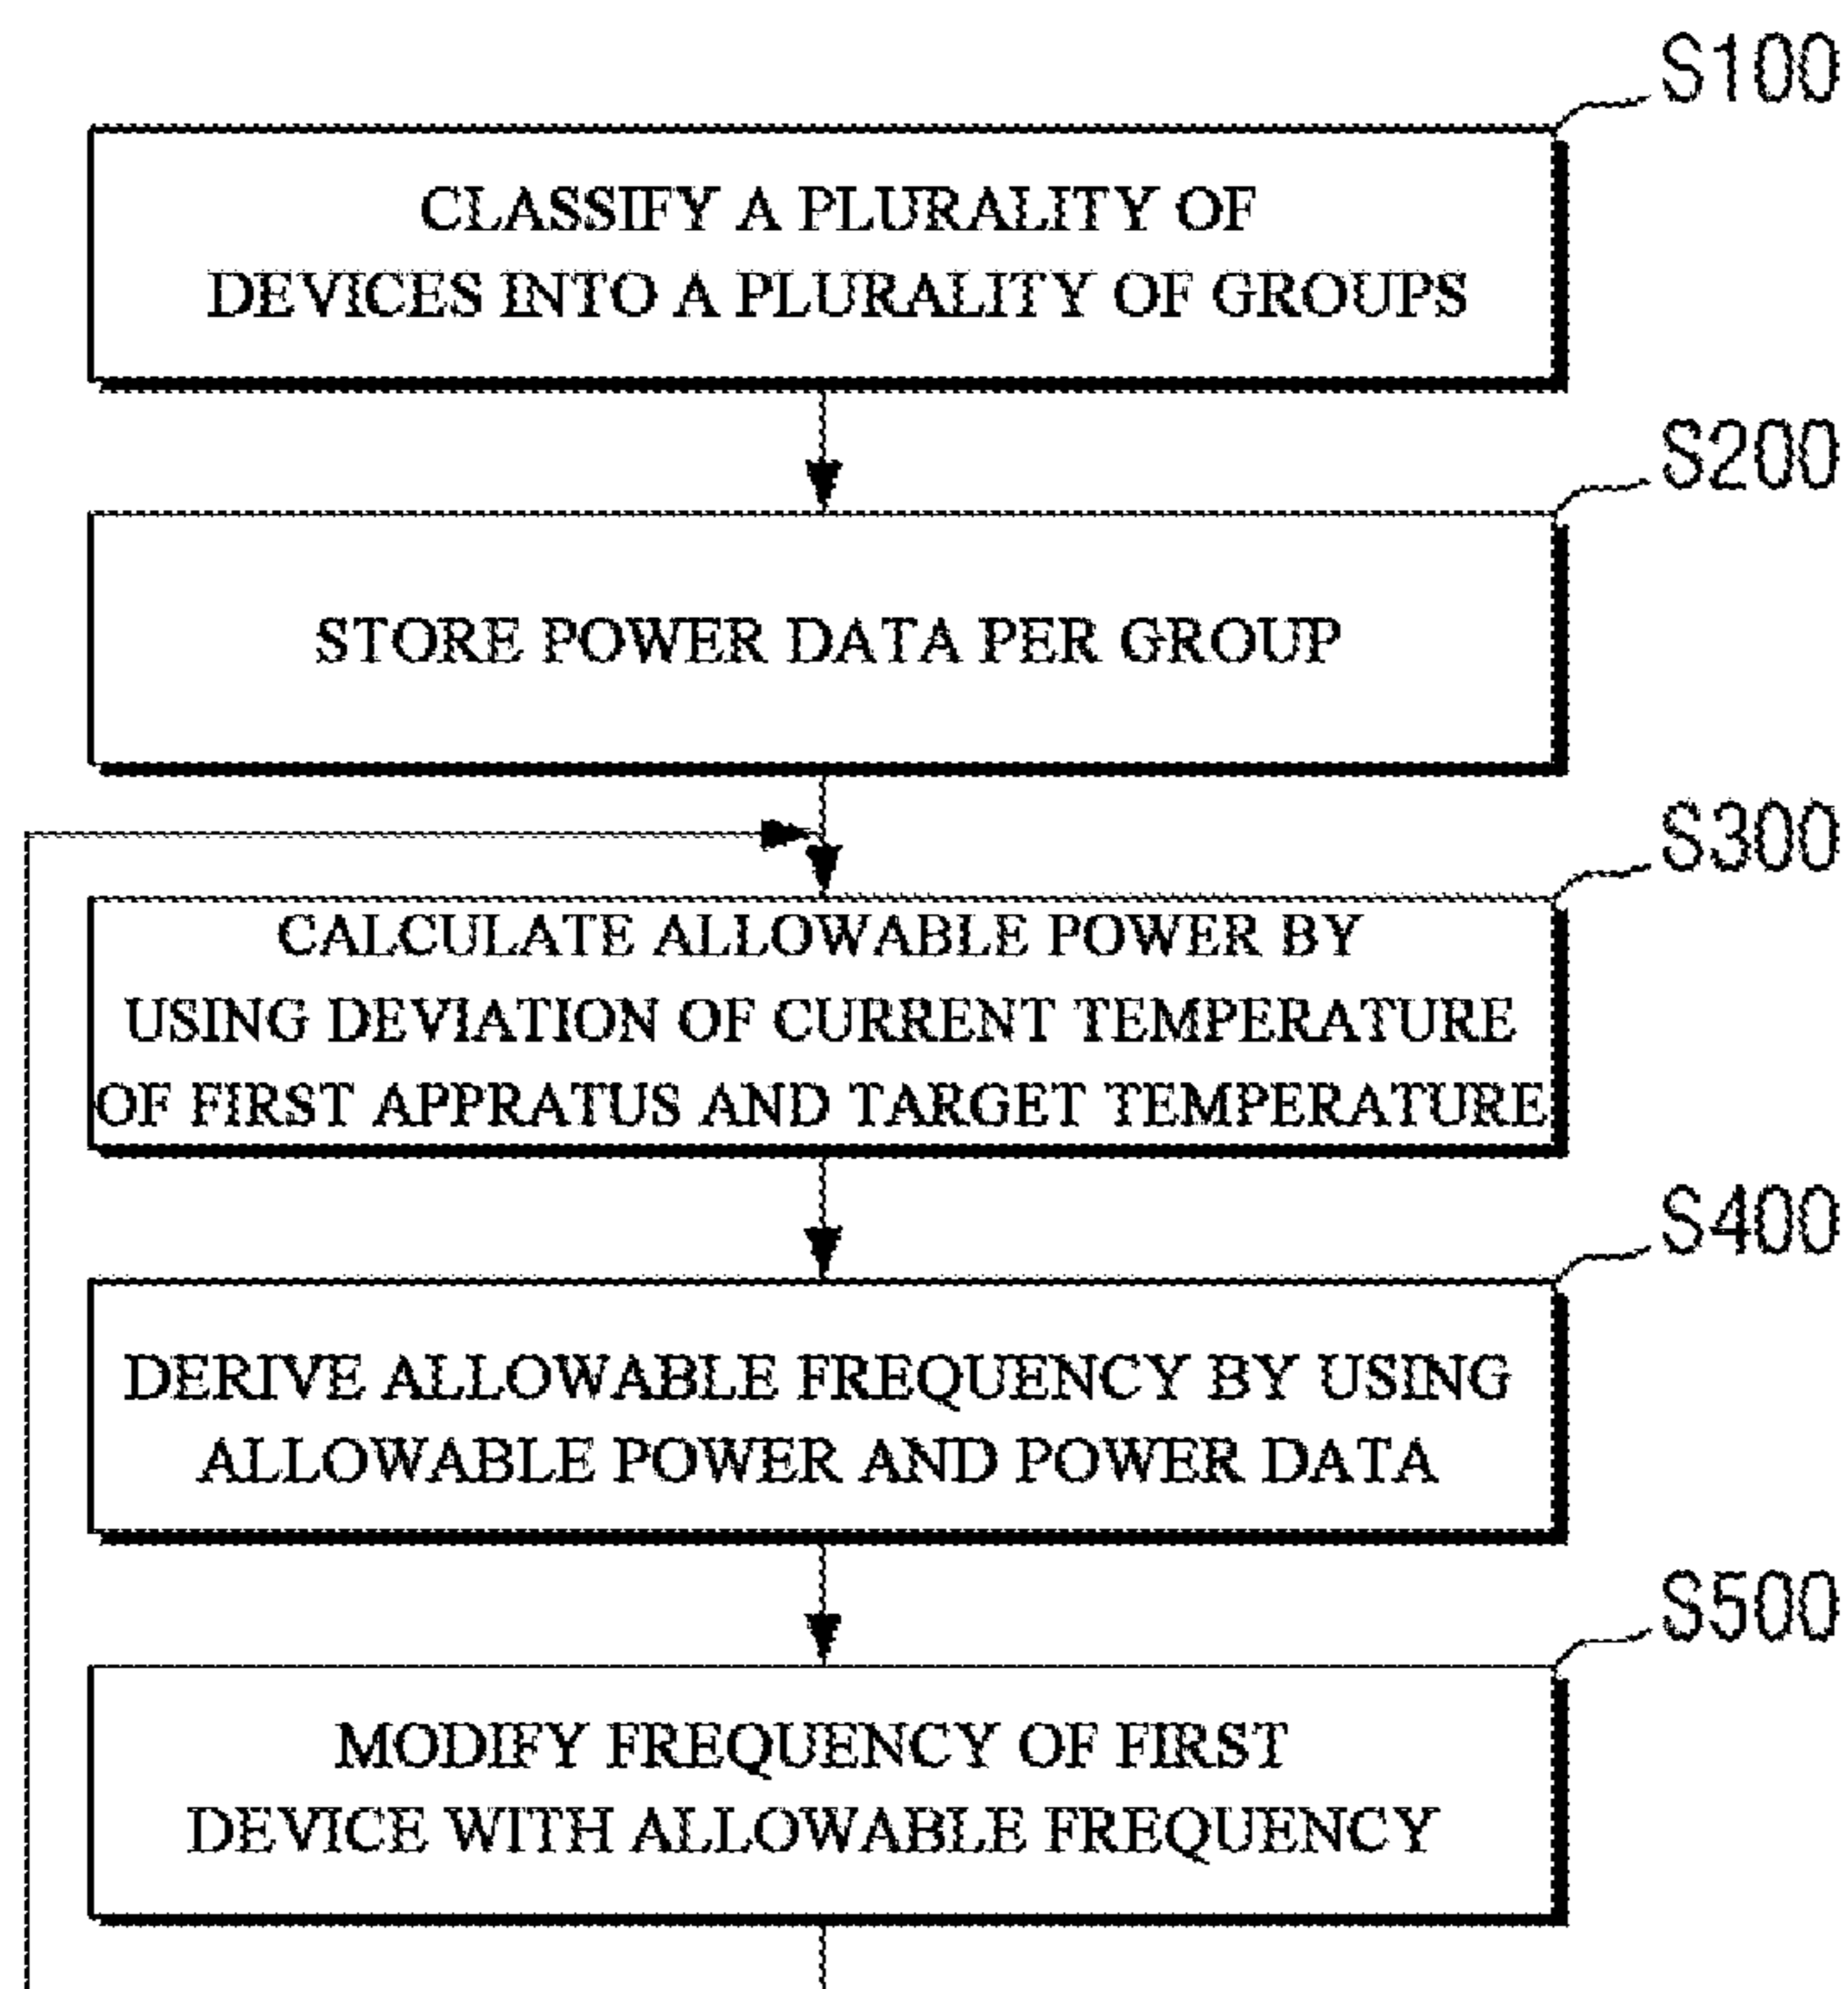 S100
CLASSIFY A PLURALITY OF
DEVICES INTO A PLURALITY OF GROUPS
S200
STORE POWER DATA PER GROUP
S300
CALCULATE ALLOWABLE POWER BY
USING DEVIATION OF CURRENT TEMPERATURE
OF FIRST APPRATUS AND TARGET TEMPERATURE
S400
DERIVE ALLOWABLE FREQUENCY BY USING
ALLOWABLE POWER AND POWER DATA
S500
MODIFY FREQUENCY OF FIRST
DEVICE WITH ALLOWABLE FREQUENCY